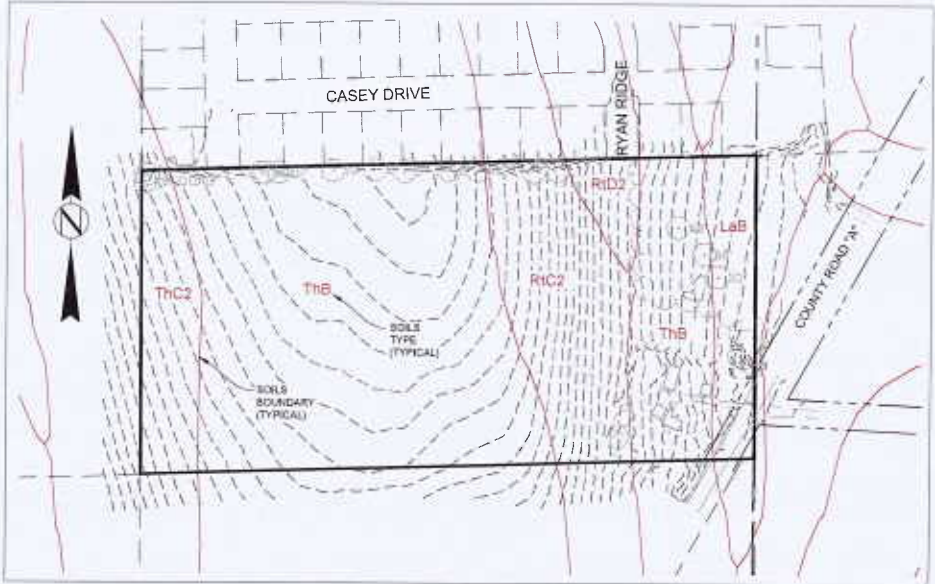 CASEY DRIVE
RYAN RIDGE
N
RtD2
LaB
ThC2
ThB
RtC2
COUNTY ROAD "A"
SOILS
TYPE
(TYPICAL)
ThB
SOILS
BOUNDARY
(TYPICAL)